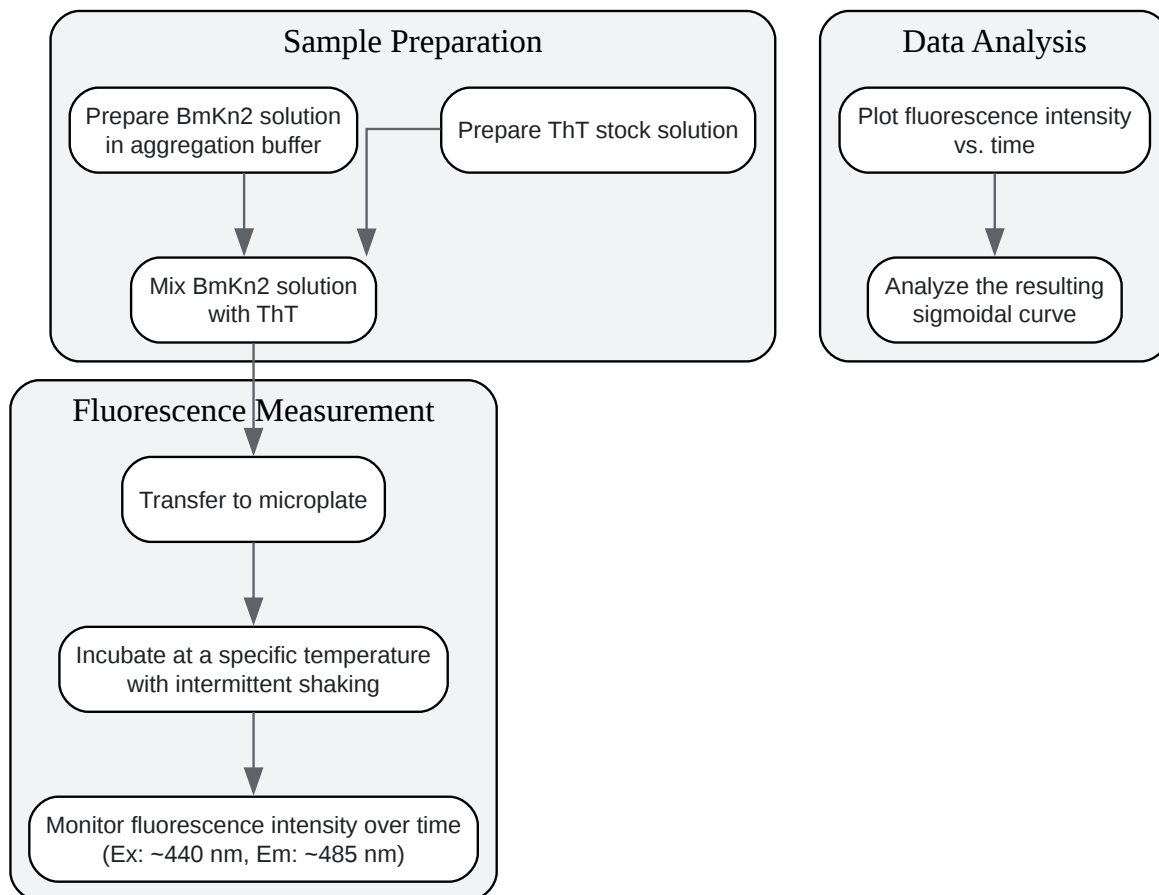 Sample Preparation
Prepare BmKn2 solution
in aggregation buffer
Prepare ThT stock solution
Mix BmKn2 solution
with ThT
Fluorescence Measurement
Transfer to microplate
Incubate at a specific temperature
with intermittent shaking
Monitor fluorescence intensity over time
(Ex: ~440 nm, Em: ~485 nm)
Data Analysis
Plot fluorescence intensity
vs. time
Analyze the resulting
sigmoidal curve